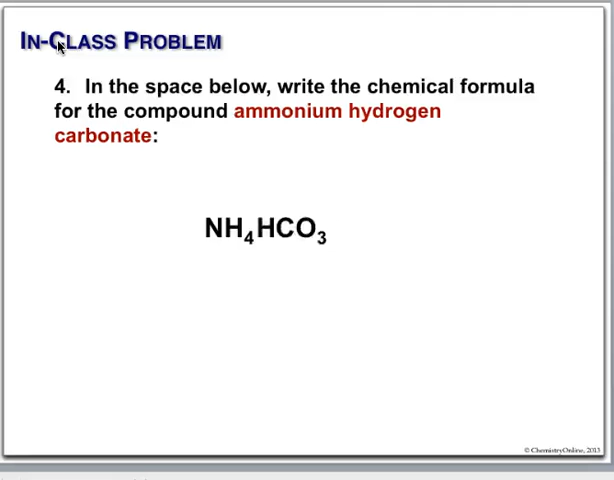 IN-CLASS PROBLEM
4. In the space below, write the chemical formula
for the compound ammonium hydrogen
carbonate:
NH₄HCO₃
© ChemistryOnline, 2013